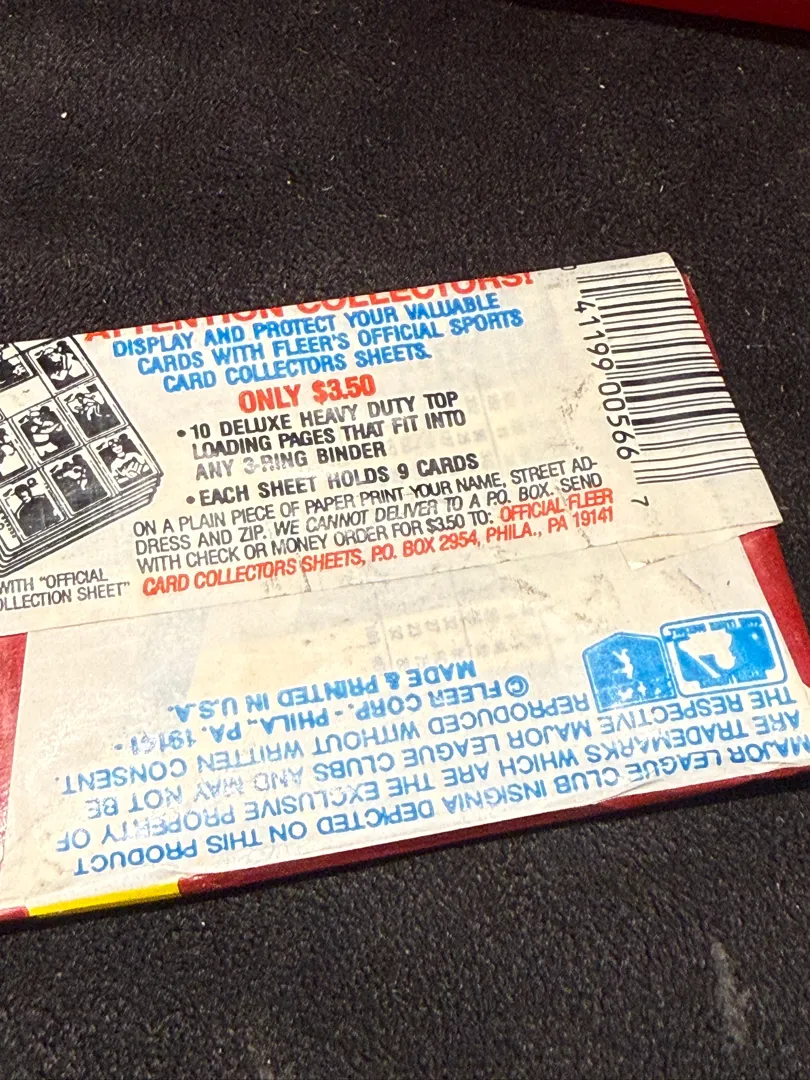 ATTENTION COLLECTORS!
DISPLAY AND PROTECT YOUR VALUABLE
CARDS WITH FLEER'S OFFICIAL SPORTS
CARD COLLECTORS SHEETS.
ONLY $3.50
• 10 DELUXE HEAVY DUTY TOP
LOADING PAGES THAT FIT INTO
ANY 3-RING BINDER
• EACH SHEET HOLDS 9 CARDS
ON A PLAIN PIECE OF PAPER PRINT YOUR NAME, STREET AD-
DRESS AND ZIP. WE CANNOT DELIVER TO A P.O. BOX. SEND
WITH CHECK OR MONEY ORDER FOR $3.50 TO: OFFICIAL FLEER
CARD COLLECTORS SHEETS, P.O. BOX 2954, PHILA., PA 19141
WITH "OFFICIAL
COLLECTION SHEET"
0 41199 00566 7
MAJOR LEAGUE CLUB INSIGNIA DEPICTED ON THIS PRODUCT
ARE TRADEMARKS WHICH ARE THE EXCLUSIVE PROPERTY OF
THE RESPECTIVE MAJOR LEAGUE CLUBS AND MAY NOT BE
REPRODUCED WITHOUT WRITTEN CONSENT.
© FLEER CORP. - PHILA., PA. 19141 -
MADE & PRINTED IN U.S.A.